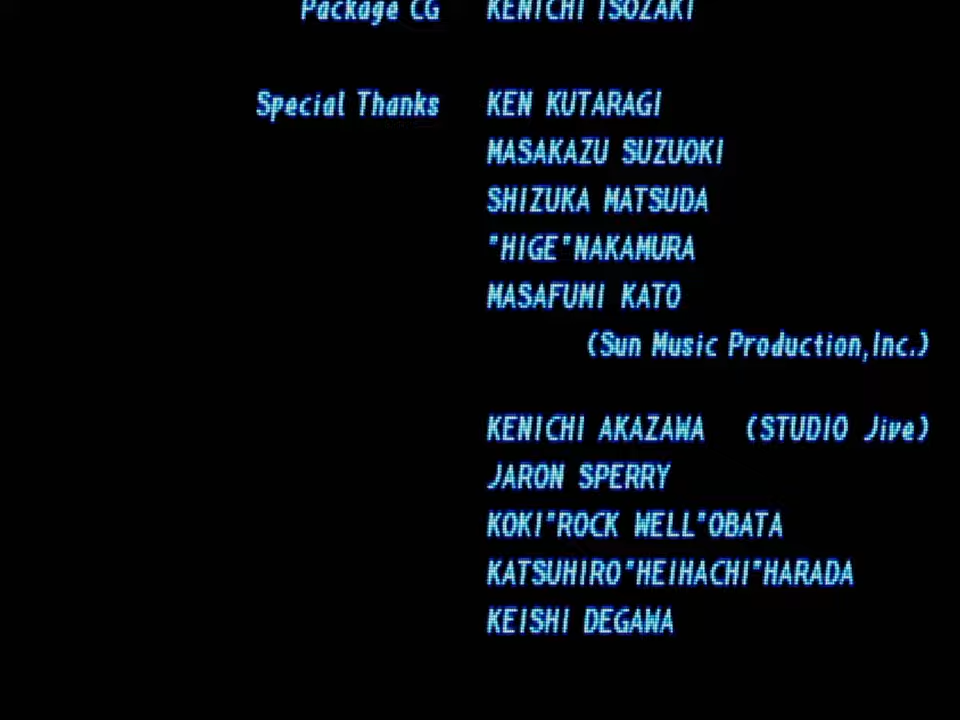 Package CG KENICHI ISOZAKI
Special Thanks KEN KUTARAGI
MASAKAZU SUZUOKI
SHIZUKA MATSUDA
"HIGE"NAKAMURA
MASAFUMI KATO
(Sun Music Production,Inc.)
KENICHI AKAZAWA (STUDIO Jive)
JARON SPERRY
KOKI"ROCK WELL"OBATA
KATSUHIRO"HEIHACHI"HARADA
KEISHI DEGAWA